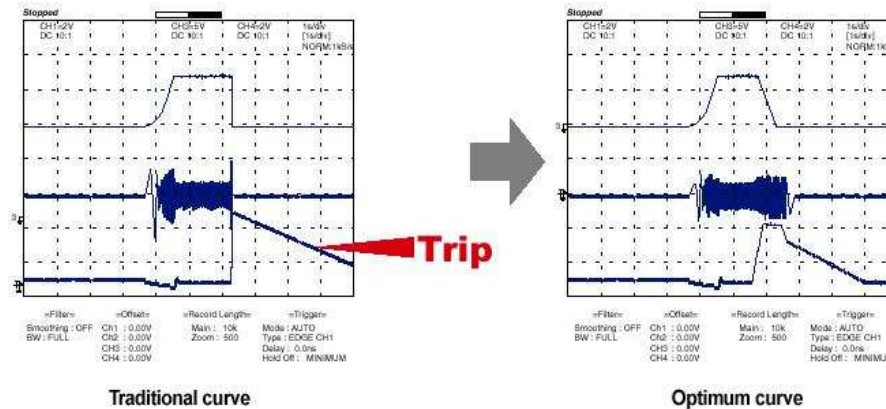 Stopped
CH1=2V CH3=5V CH4=2V 1s/div
DC 10:1 DC 10:1 DC 10:1 [1s/div]
NORM:1kS/s
=Filter= =Offset= =Record Length= =Trigger=
Smoothing : OFF Ch1 : 0.00V Main : 10k Mode : AUTO
BW : FULL Ch2 : 0.00V Zoom : 500 Type : EDGE CH1
CH3 : 0.00V Delay : 0.0ns
CH4 : 0.00V Hold Off : MINIMUM
Traditional curve
Trip
Stopped
CH1=2V CH3=5V CH4=2V 1s/div
DC 10:1 DC 10:1 DC 10:1 [1s/div]
=Filter= =Offset= =Record Length= =Trigger=
Smoothing : OFF Ch1 : 0.00V Main : 10k Mode : AUTO
BW : FULL Ch2 : 0.00V Zoom : 500 Type : EDGE CH1
CH3 : 0.00V Delay : 0.0ns
CH4 : 0.00V Hold Off : MINIMUM
Optimum curve